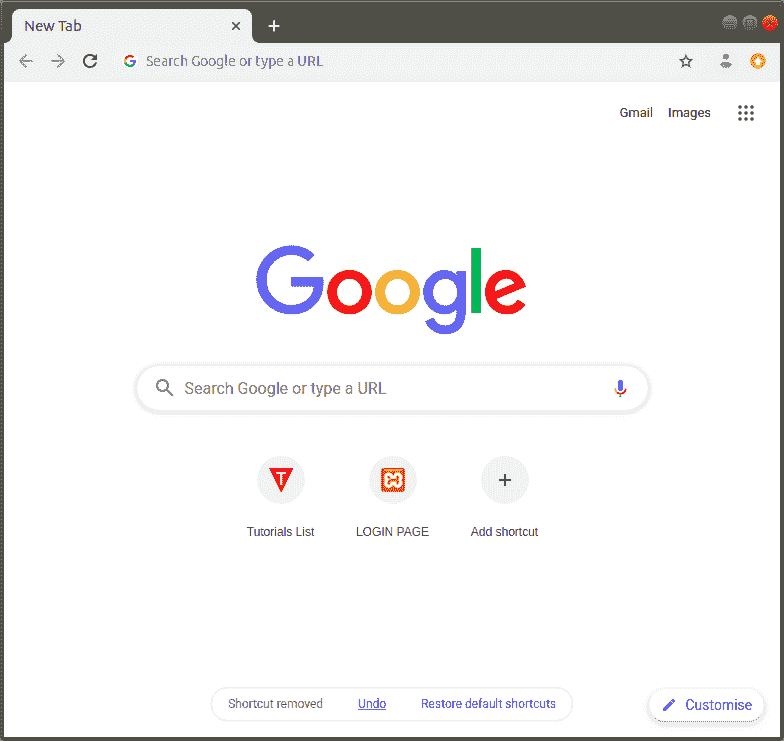 New Tab
Search Google or type a URL
Gmail Images
Google
Search Google or type a URL
Tutorials List LOGIN PAGE Add shortcut
Shortcut removed Undo Restore default shortcuts
Customise